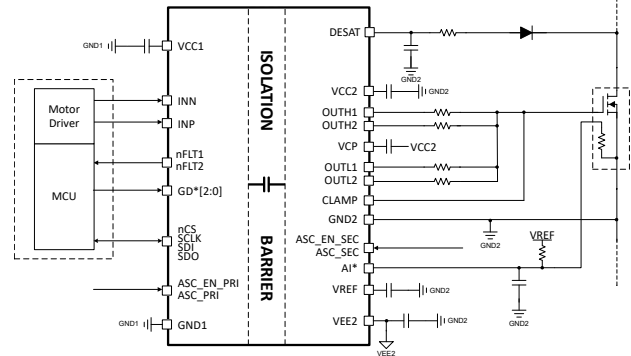 GND1
VCC1
Motor
Driver
MCU
INN
INP
nFLT1
nFLT2
GD*[2:0]
nCS
SCLK
SDI
SDO
ASC_EN_PRI
ASC_PRI
GND1
GND1
ISOLATION
BARRIER
DESAT
GND2
VCC2
GND2
OUTH1
OUTH2
VCP
VCC2
OUTL1
OUTL2
CLAMP
GND2
GND2
ASC_EN_SEC
ASC_SEC
VREF
AI*
VREF
GND2
GND2
VEE2
GND2
VEE2